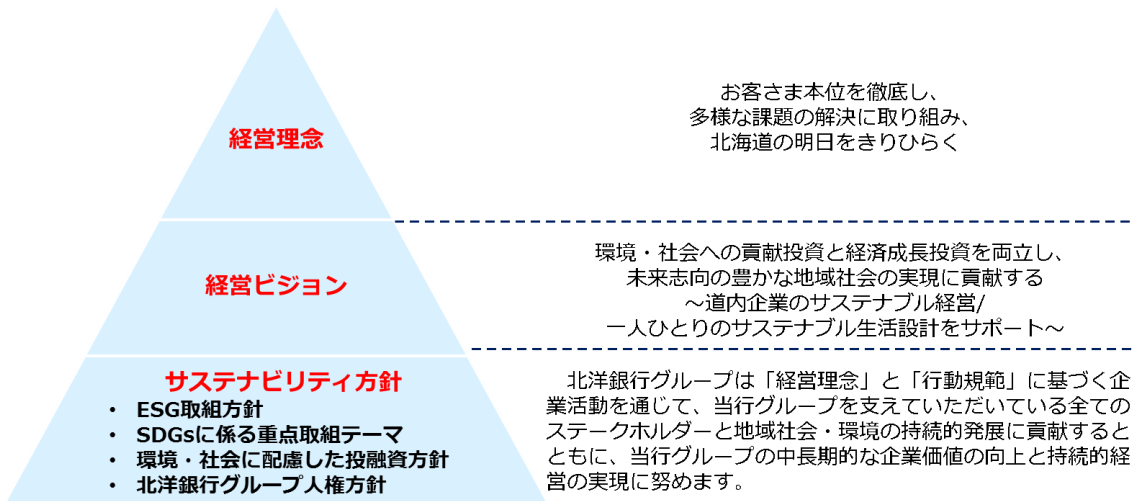 経営理念
お客さま本位を徹底し、
多様な課題の解決に取り組み、
北海道の明日をきりひらく
経営ビジョン
環境・社会への貢献投資と経済成長投資を両立し、
未来志向の豊かな地域社会の実現に貢献する
～道内企業のサステナブル経営/
一人ひとりのサステナブル生活設計をサポート～
サステナビリティ方針
• ESG取組方針
• SDGsに係る重点取組テーマ
• 環境・社会に配慮した投融資方針
• 北洋銀行グループ人権方針
北洋銀行グループは「経営理念」と「行動規範」に基づく企
業活動を通じて、当行グループを支えていただいている全ての
ステークホルダーと地域社会・環境の持続的発展に貢献すると
ともに、当行グループの中長期的な企業価値の向上と持続的経
営の実現に努めます。